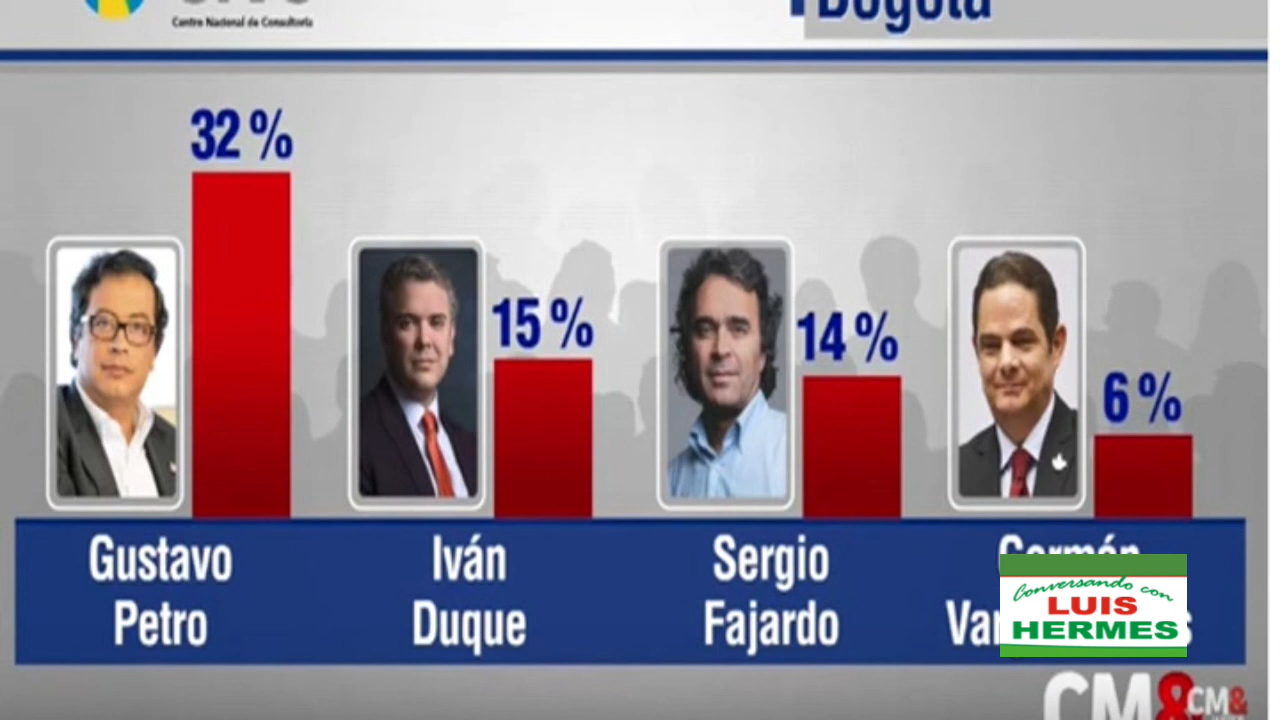 Centro Nacional de Consultoría
Bogotá
32 %
15 %
14 %
6 %
Gustavo
Petro
Iván
Duque
Sergio
Fajardo
Germán
Conversando con
LUIS
HERMES
CM&
CM&